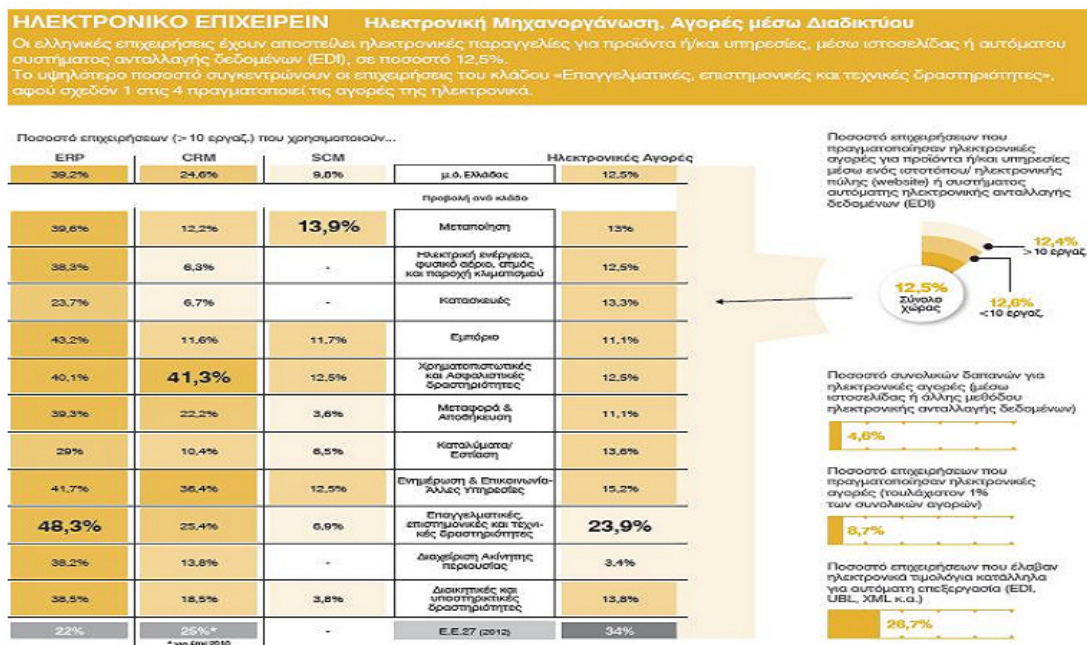 ΗΛΕΚΤΡΟΝΙΚΟ ΕΠΙΧΕΙΡΕΙΝ Ηλεκτρονική Μηχανοργάνωση, Αγορές μέσω Διαδικτύου
Οι ελληνικές επιχειρήσεις έχουν αποστείλει ηλεκτρονικές παραγγελίες για προϊόντα ή/και υπηρεσίες, μέσω ιστοσελίδας ή αυτόματου
συστήματος ανταλλαγής δεδομένων (EDI), σε ποσοστό 12,5%.
Το υψηλότερο ποσοστό συγκεντρώνουν οι επιχειρήσεις του κλάδου «Επαγγελματικές, επιστημονικές και τεχνικές δραστηριότητες»,
αφού σχεδόν 1 στις 4 πραγματοποιεί τις αγορές της ηλεκτρονικά.
Ποσοστό επιχειρήσεων (>10 εργαζ.) που χρησιμοποιούν...
ERP CRM SCM Ηλεκτρονικές Αγορές
39,2% 24,6% 9,8% μ.ό. Ελλάδας 12,5%
Προβολή ανά κλάδο
39,6% 12,2% 13,9% Μεταποίηση 13%
38,3% 6,3% - Ηλεκτρική ενέργεια,
φυσικό αέριο, ατμός
και παροχή κλιματισμού 12,5%
23,7% 6,7% - Κατασκευές 13,3%
43,2% 11,6% 11,7% Εμπόριο 11,1%
40,1% 41,3% 12,5% Χρηματοπιστωτικές
και Ασφαλιστικές
δραστηριότητες 12,5%
39,3% 22,2% 3,6% Μεταφορά &
Αποθήκευση 11,1%
29% 10,4% 6,5% Καταλύματα/
Εστίαση 13,6%
41,7% 36,4% 12,5% Ενημέρωση & Επικοινωνία-
Άλλες Υπηρεσίες 15,2%
48,3% 25,4% 6,9% Επαγγελματικές,
επιστημονικές και τεχνι-
κές δραστηριότητες 23,9%
38,2% 13,8% - Διαχείριση Ακίνητης
περιουσίας 3,4%
38,5% 18,5% 3,8% Διοικητικές και
υποστηρικτικές
δραστηριότητες 13,8%
22% 25%* - Ε.Ε.27 (2012) 34%
* για έτος 2010
Ποσοστό επιχειρήσεων που
πραγματοποίησαν ηλεκτρονικές
αγορές για προϊόντα ή/και υπηρεσίες
μέσω ενός ιστοτόπου/ ηλεκτρονικής
πύλης (website) ή συστήματος
αυτόματης ηλεκτρονικής ανταλλαγής
δεδομένων (EDI)
12,4%
>10 εργαζ.
12,6%
<10 εργαζ.
12,5%
Σύνολο
χώρας
Ποσοστό συνολικών δαπανών για
ηλεκτρονικές αγορές (μέσω
ιστοσελίδας ή άλλης μεθόδου
ηλεκτρονικής ανταλλαγής δεδομένων)
4,6%
Ποσοστό επιχειρήσεων που
πραγματοποίησαν ηλεκτρονικές
αγορές (τουλάχιστον 1%
των συνολικών αγορών)
8,7%
Ποσοστό επιχειρήσεων που έλαβαν
ηλεκτρονικά τιμολόγια κατάλληλα
για αυτόματη επεξεργασία (EDI,
UBL, XML κ.α.)
26,7%